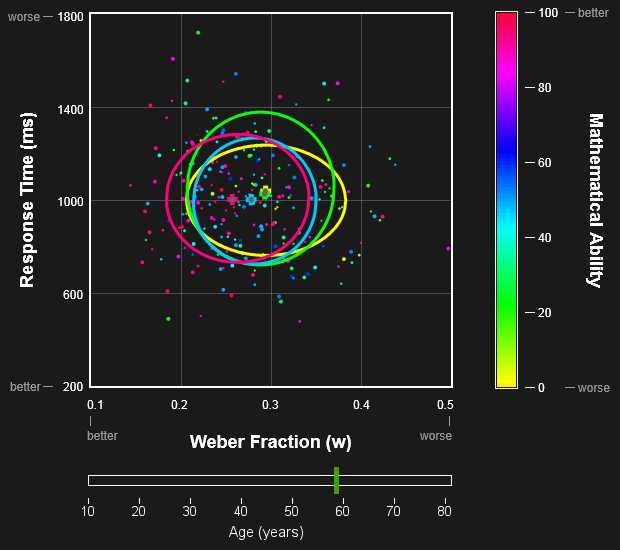 worse
1800
1400
1000
600
200
better
Response Time (ms)
0.1 0.2 0.3 0.4 0.5
better
worse
Weber Fraction (w)
100
80
60
40
20
0
better
worse
Mathematical Ability
10 20 30 40 50 60 70 80
Age (years)